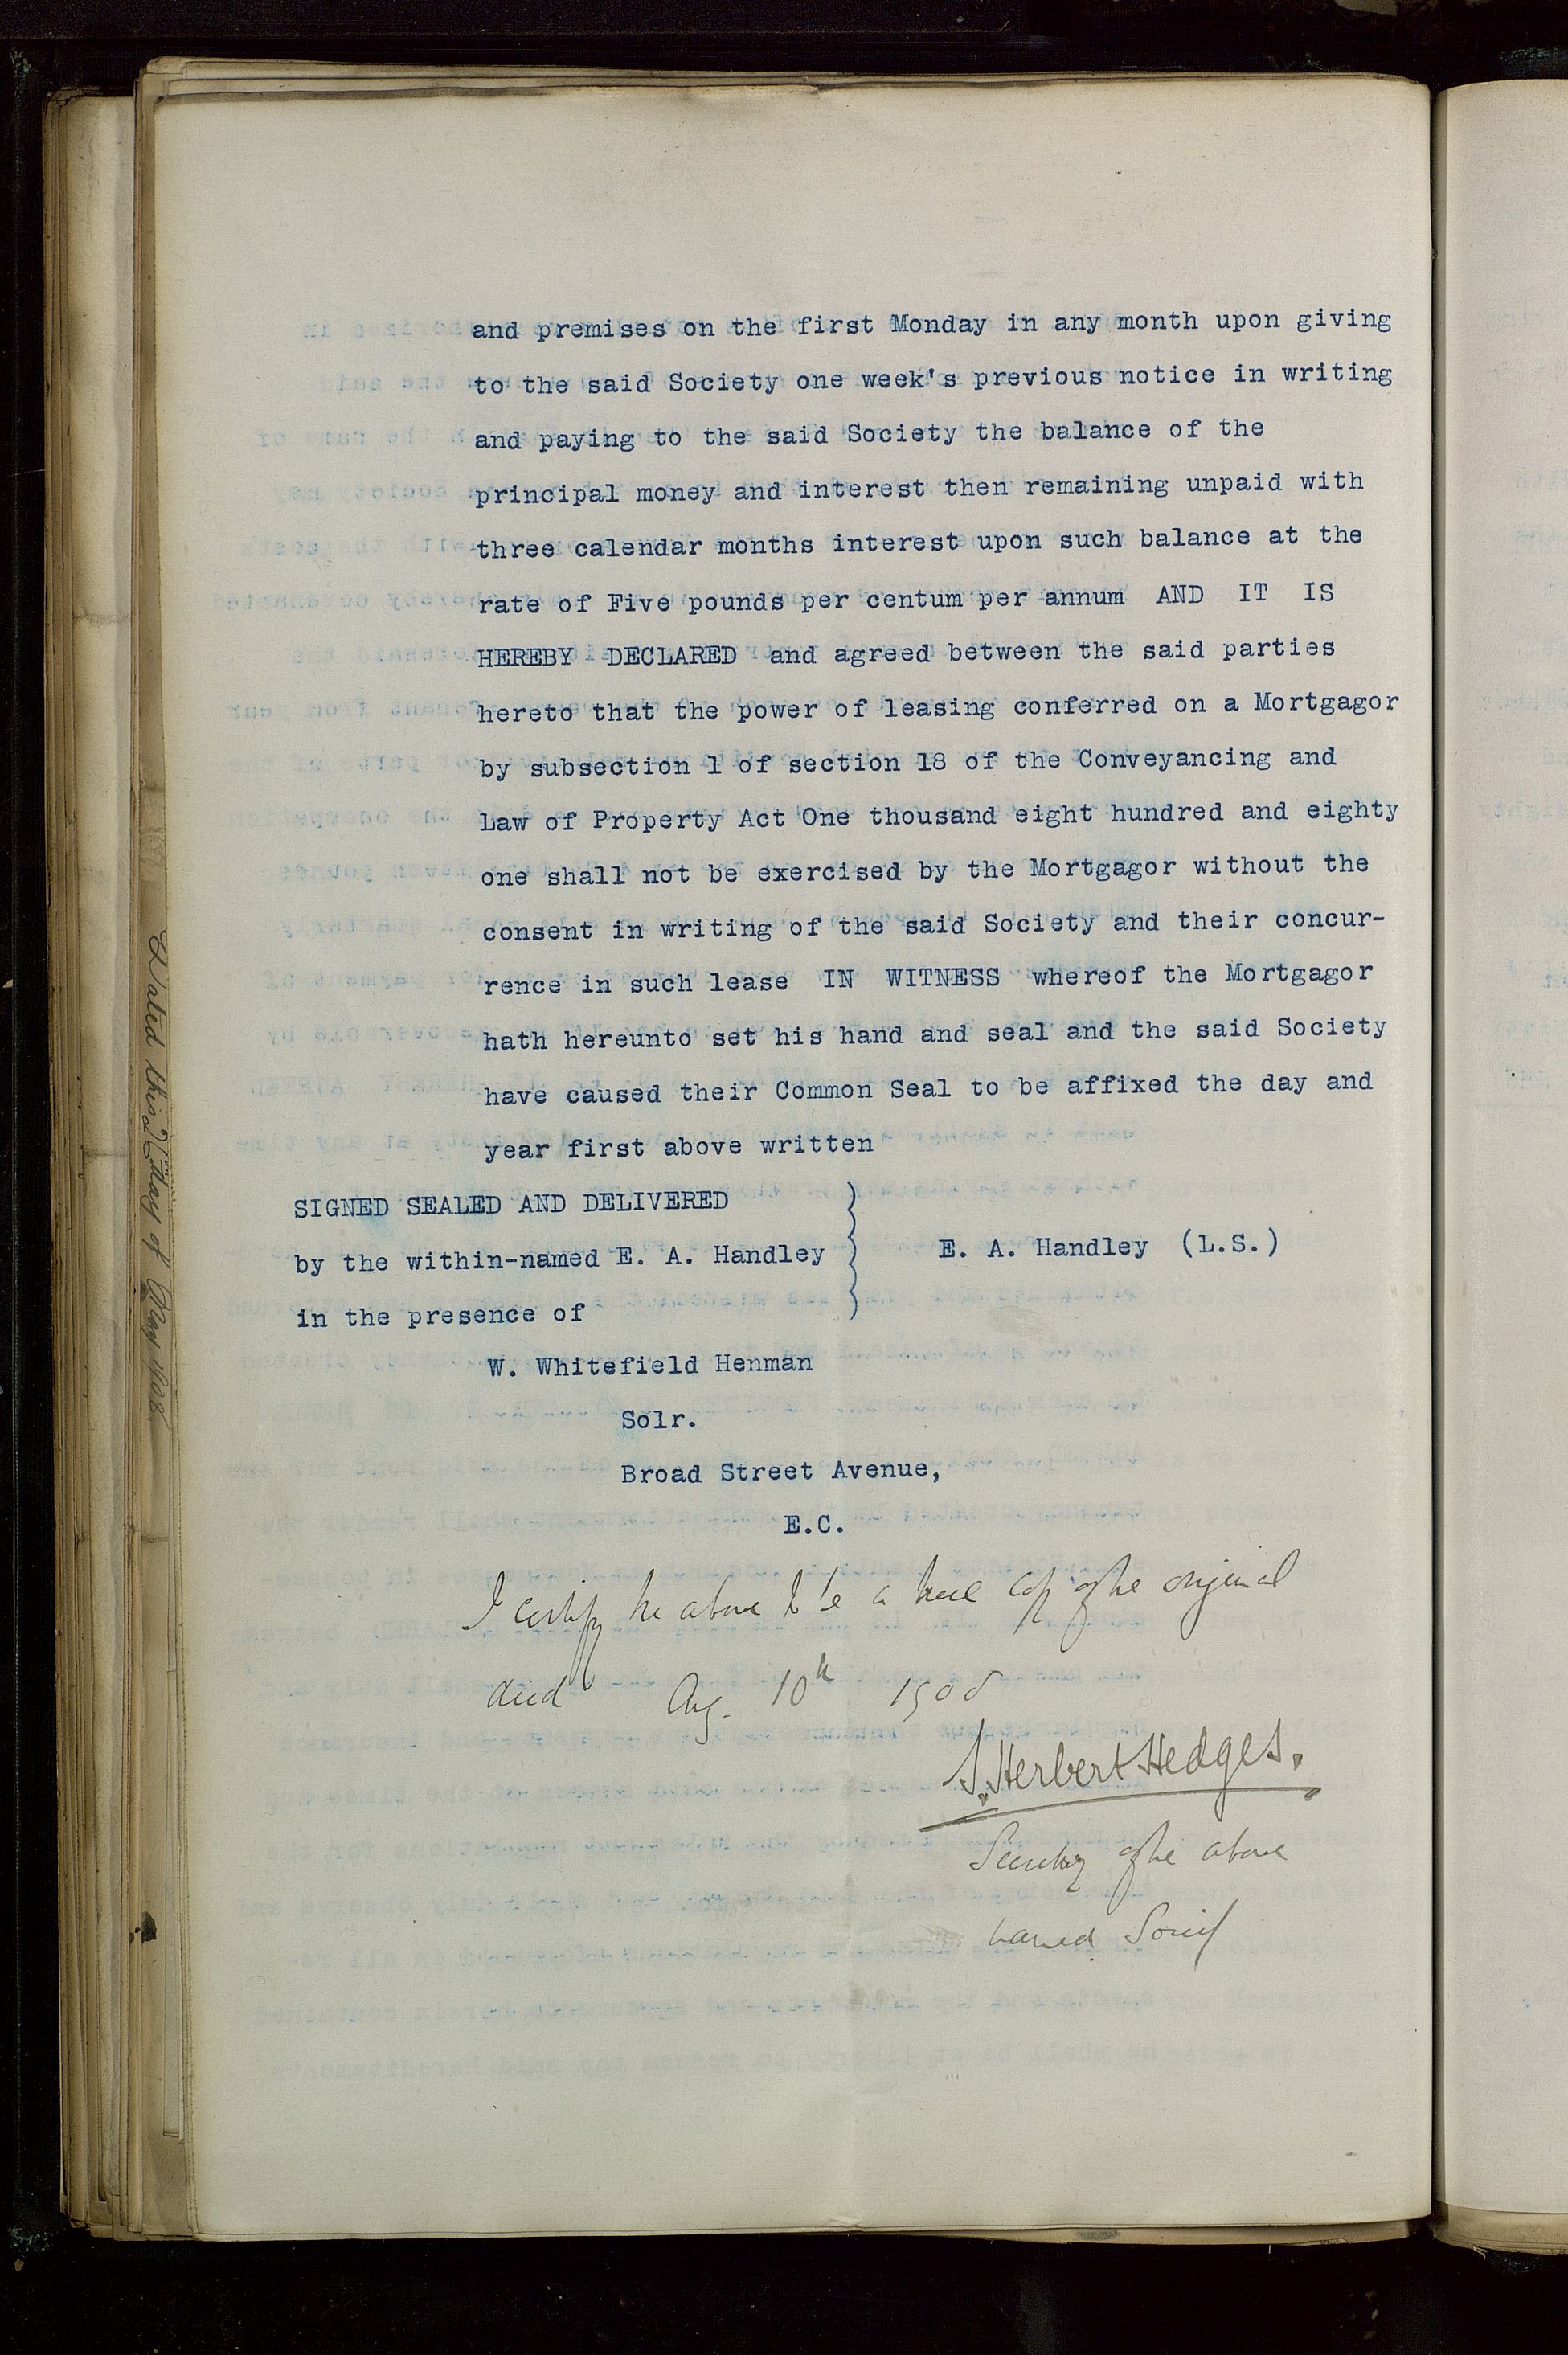 and premises on the first Monday in any month upon giving
to the said Society one week's previous notice in writing
and paying to the said Society the balance of the
principal money and interest then remaining unpaid with
three calendar months interest upon such balance at the
rate of Five pounds per centum per annum AND IT IS
HEREBY DECLARED and agreed between the said parties
hereto that the power of leasing conferred on a Mortgagor
by subsection 1 of section 18 of the Conveyancing and
Law of Property Act One thousand eight hundred and eighty
one shall not be exercised by the Mortgagor without the
consent in writing of the said Society and their concur-
rence in such lease IN WITNESS whereof the Mortgagor
hath hereunto set his hand and seal and the said Society
have caused their Common Seal to be affixed the day and
year first above written
SIGNED SEALED AND DELIVERED
by the within-named E. A. Handley
in the presence of
E. A. Handley (L.S.)
W. Whitefield Henman
Solr.
Broad Street Avenue,
E.C.
I certify the above to be a true copy of the original
deed Aug. 10th 1908
S. Herbert Hedges.
Secretary of the above
named Society
Dated this day of